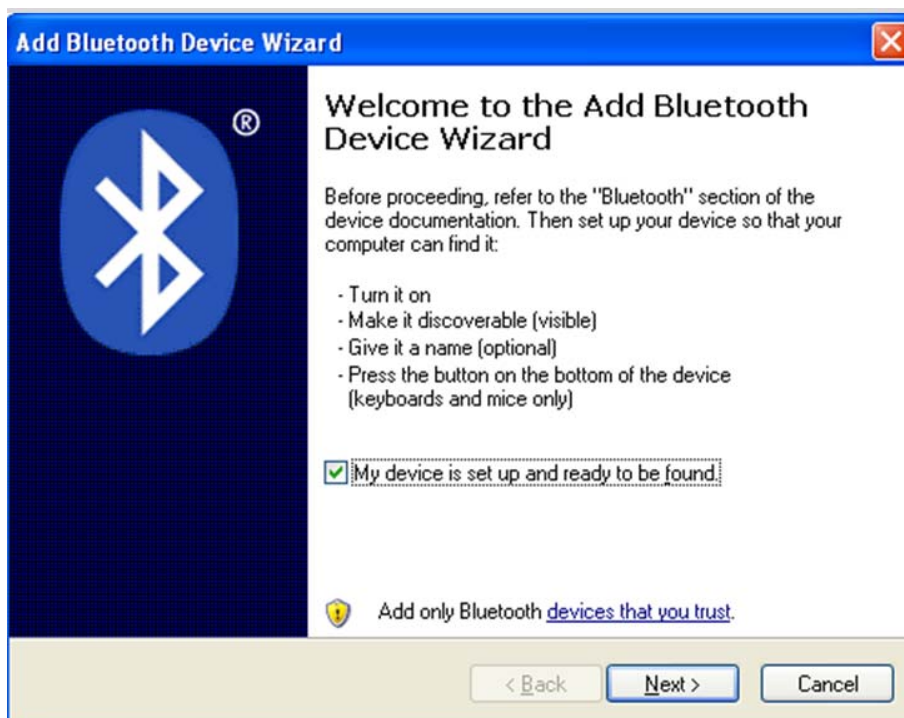 Add Bluetooth Device Wizard
®
Welcome to the Add Bluetooth
Device Wizard
Before proceeding, refer to the "Bluetooth" section of the
device documentation. Then set up your device so that your
computer can find it:
- Turn it on
- Make it discoverable (visible)
- Give it a name (optional)
- Press the button on the bottom of the device
(keyboards and mice only)
My device is set up and ready to be found.
Add only Bluetooth devices that you trust.
< Back Next > Cancel